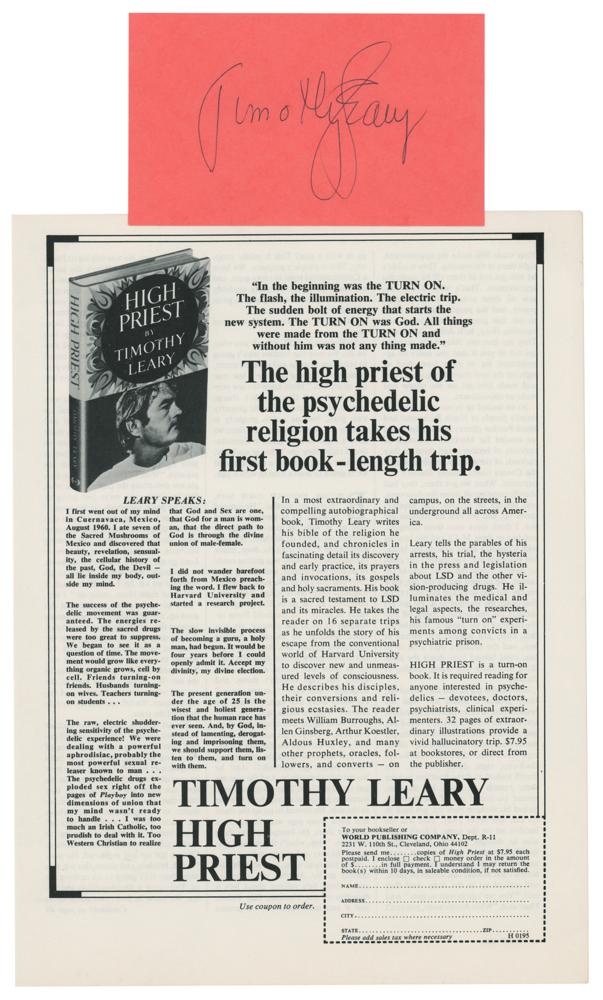 Timothy Leary
HIGH
PRIEST
BY
TIMOTHY
LEARY
HIGH PRIEST
TIMOTHY LEARY
“In the beginning was the TURN ON.
The flash, the illumination. The electric trip.
The sudden bolt of energy that starts the
new system. The TURN ON was God. All things
were made from the TURN ON and
without him was not any thing made.”
The high priest of
the psychedelic
religion takes his
first book-length trip.
LEARY SPEAKS:
I first went out of my mind
in Cuernavaca, Mexico,
August 1960. I ate seven of
the Sacred Mushrooms of
Mexico and discovered that
beauty, revelation, sensual-
ity, the cellular history of
the past, God, the Devil —
all lie inside my body, out-
side my mind.
The success of the psyche-
delic movement was guar-
anteed. The energies re-
leased by the sacred drugs
were too great to suppress.
We began to see it as a
question of time. The move-
ment would grow like every-
thing organic grows, cell by
cell. Friends turning-on
friends. Husbands turning-
on wives. Teachers turning-
on students . . .
The raw, electric shudder-
ing sensitivity of the psyche-
delic experience! We were
dealing with a powerful
aphrodisiac, probably the
most powerful sexual re-
leaser known to man . . .
The psychedelic drugs ex-
ploded sex right off the
pages of Playboy into new
dimensions of union that
my mind wasn't ready
to handle . . . I was too
much an Irish Catholic, too
prudish to deal with it. Too
Western Christian to realize
that God and Sex are one,
that God for a man is wom-
an, that the direct path to
God is through the divine
union of male-female.
I did not wander barefoot
forth from Mexico preach-
ing the word. I flew back to
Harvard University and
started a research project.
The slow invisible process
of becoming a guru, a holy
man, had begun. It would be
four years before I could
openly admit it. Accept my
divinity, my divine election.
The present generation un-
der the age of 25 is the
wisest and holiest genera-
tion that the human race has
ever seen. And, by God, in-
stead of lamenting, derogat-
ing and imprisoning them,
we should support them, lis-
ten to them, and turn on
with them.
In a most extraordinary and
compelling autobiographical
book, Timothy Leary writes
his bible of the religion he
founded, and chronicles in
fascinating detail its discovery
and early practice, its prayers
and invocations, its gospels
and holy sacraments. His book
is a sacred testament to LSD
and its miracles. He takes the
reader on 16 separate trips
as he unfolds the story of his
escape from the conventional
world of Harvard University
to discover new and unmeas-
ured levels of consciousness.
He describes his disciples,
their conversions and reli-
gious ecstasies. The reader
meets William Burroughs, Al-
len Ginsberg, Arthur Koestler,
Aldous Huxley, and many
other prophets, oracles, fol-
lowers, and converts — on
campus, on the streets, in the
underground all across Amer-
ica.
Leary tells the parables of his
arrests, his trial, the hysteria
in the press and legislation
about LSD and the other vi-
sion-producing drugs. He il-
luminates the medical and
legal aspects, the researches,
his famous “turn on” experi-
ments among convicts in a
psychiatric prison.
HIGH PRIEST is a turn-on
book. It is required reading for
anyone interested in psyche-
delics — devotees, doctors,
psychiatrists, clinical experi-
menters. 32 pages of extraor-
dinary illustrations provide a
vivid hallucinatory trip. $7.95
at bookstores, or direct from
the publisher.
TIMOTHY LEARY
HIGH
PRIEST
Use coupon to order.
To your bookseller or
WORLD PUBLISHING COMPANY, Dept. R-11
2231 W. 110th St., Cleveland, Ohio 44102
Please send me........copies of High Priest at $7.95 each
postpaid. I enclose □ check □ money order in the amount
of $........in full payment. I understand I may return the
book(s) within 10 days, in saleable condition, if not satisfied.
NAME
ADDRESS
CITY
STATE ZIP
Please add sales tax where necessary H 0195